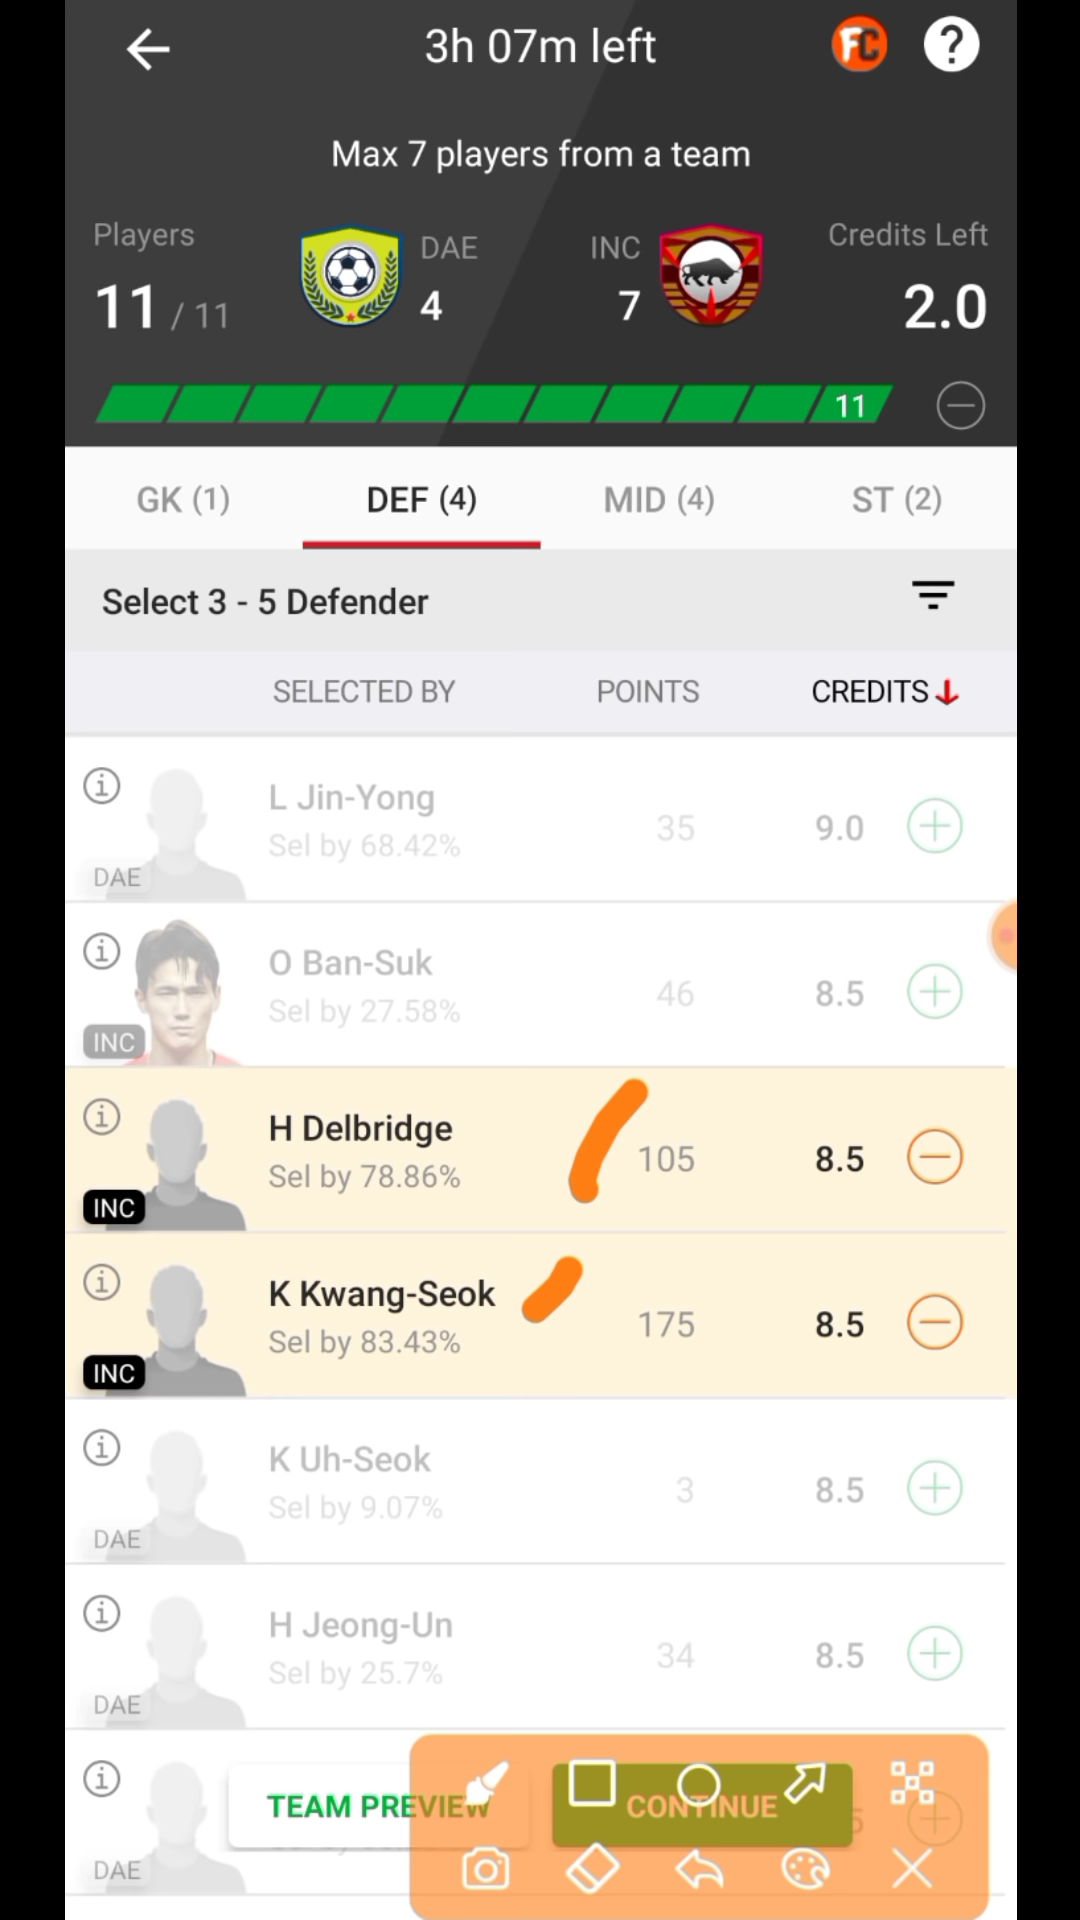 3h 07m left
FC
?
Max 7 players from a team
Players
DAE
INC
Credits Left
11 / 11
4
7
2.0
11
GK (1)
DEF (4)
MID (4)
ST (2)
Select 3 - 5 Defender
SELECTED BY
POINTS
CREDITS
L Jin-Yong
Sel by 68.42%
35
9.0
DAE
O Ban-Suk
Sel by 27.58%
46
8.5
INC
H Delbridge
Sel by 78.86%
105
8.5
INC
K Kwang-Seok
Sel by 83.43%
175
8.5
INC
K Uh-Seok
Sel by 9.07%
3
8.5
DAE
H Jeong-Un
Sel by 25.7%
34
8.5
DAE
TEAM PREVIEW
CONTINUE
DAE